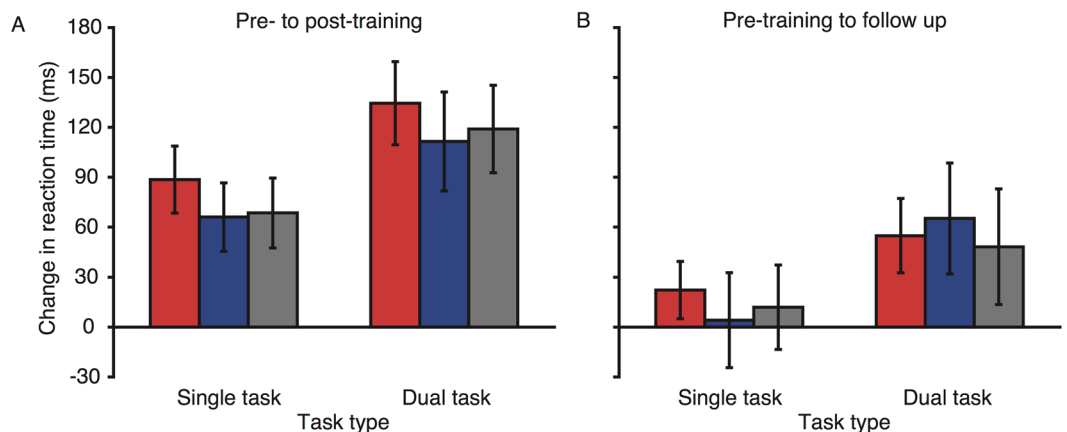 A
Pre- to post-training
Change in reaction time (ms)
180
150
120
90
60
30
0
-30
Single task
Dual task
Task type
B
Pre-training to follow up
Single task
Dual task
Task type